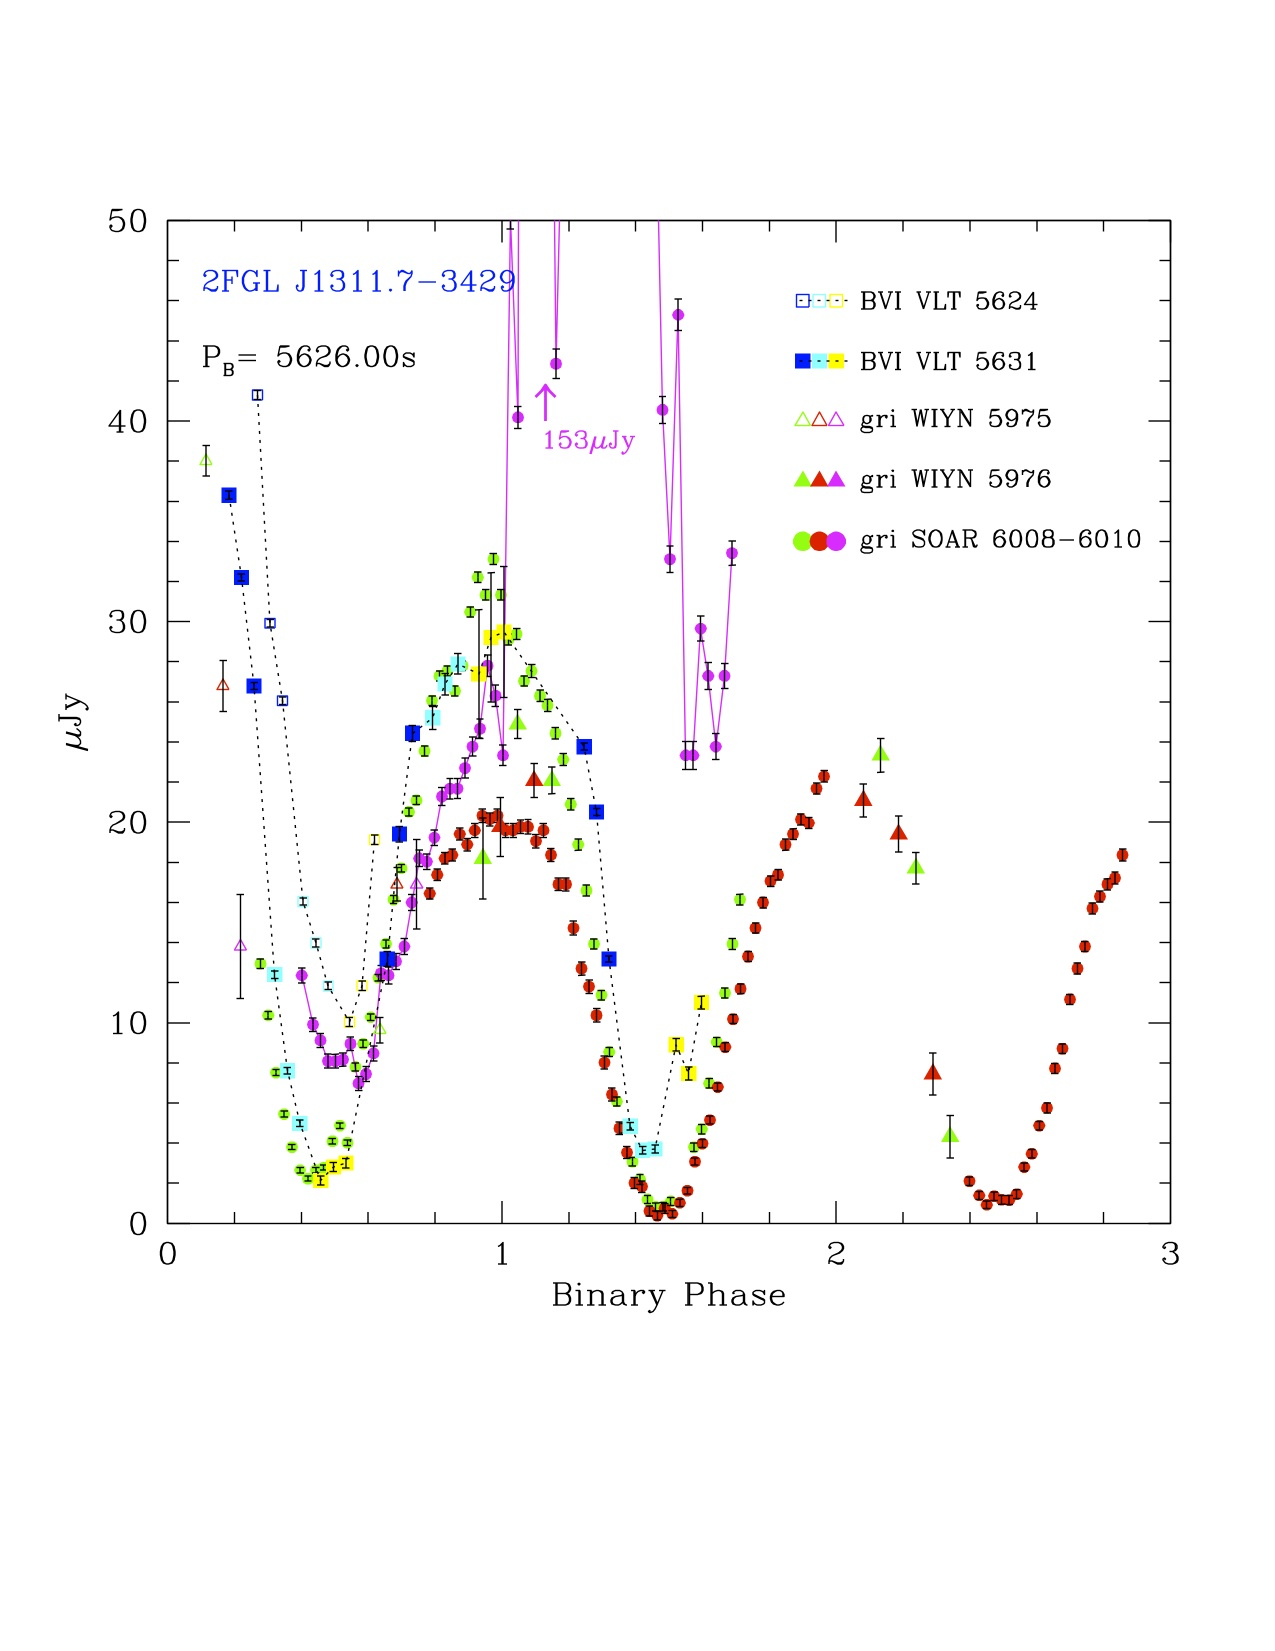 50
2FGL J1311.7−3429
BVI VLT 5624
P_B= 5626.00s
BVI VLT 5631
40
153μJy
gri WIYN 5975
gri WIYN 5976
gri SOAR 6008−6010
30
μJy
20
10
0
0 1 2 3
Binary Phase